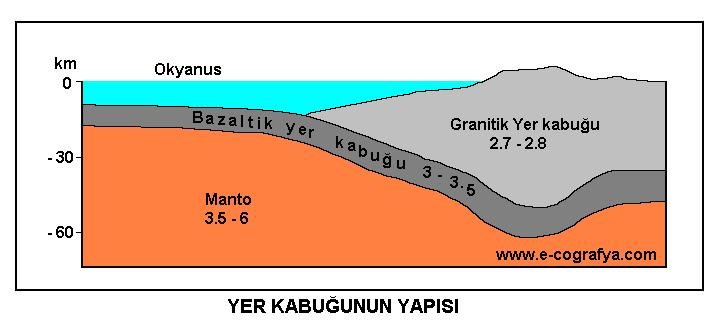 km
0
Okyanus
Bazaltik yer kabuğu 3 - 3.5
Granitik Yer kabuğu
2.7 - 2.8
- 30
Manto
3.5 - 6
- 60
www.e-cografya.com
YER KABUĞUNUN YAPISI